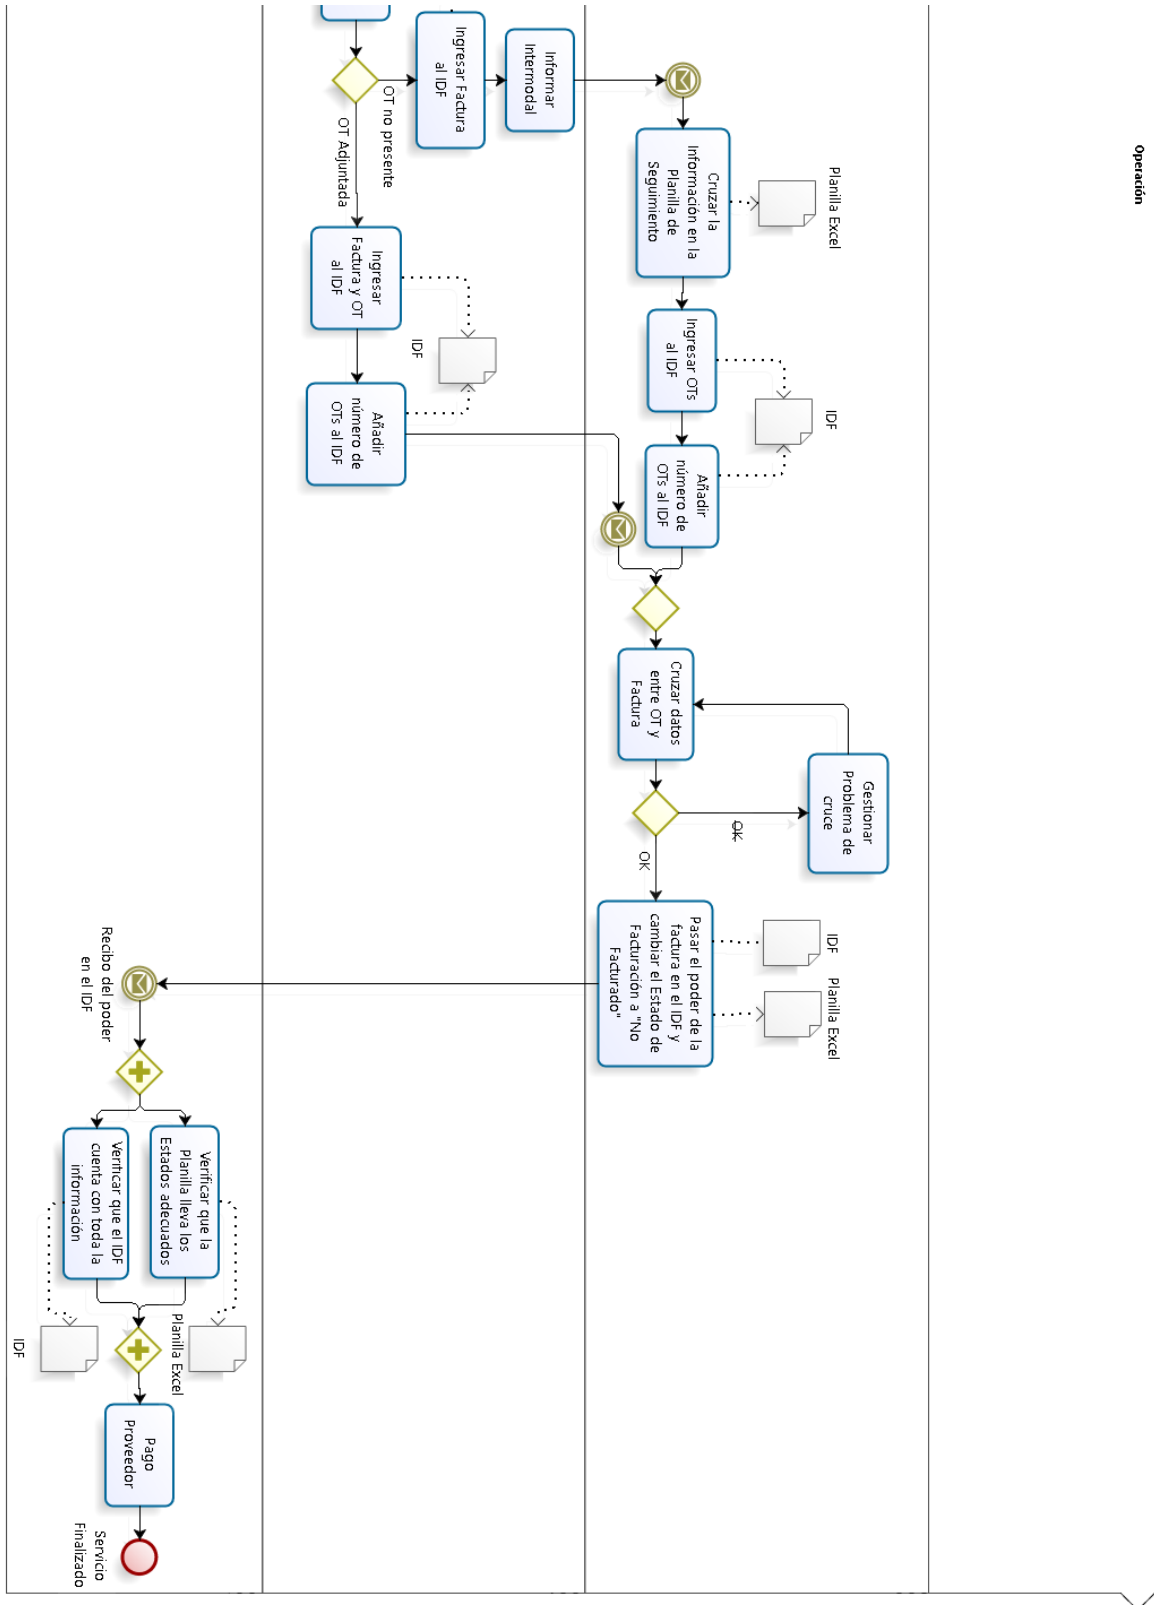 Operación
Planilla Excel
Cruzar la
Información en la
Planilla de
Seguimiento
Ingresar OTs
al IDF
IDF
Añadir
número de
OTs al IDF
Cruzar datos
entre OT y
Factura
Gestionar
Problema de
cruce
OK
OK
Pasar el poder de la
factura en el IDF y
cambiar el Estado de
Facturación a "No
Facturado"
IDF
Planilla Excel
Informar
Intermodal
Ingresar Factura
al IDF
OT no presente
OT Adjuntada
Ingresar
Factura y OT
al IDF
IDF
Añadir
número de
OTs al IDF
Recibo del poder
en el IDF
Verificar que la
Planilla lleva los
Estados adecuados
Verificar que el IDF
cuenta con toda la
información
Planilla Excel
IDF
Pago
Proveedor
Servicio
Finalizado